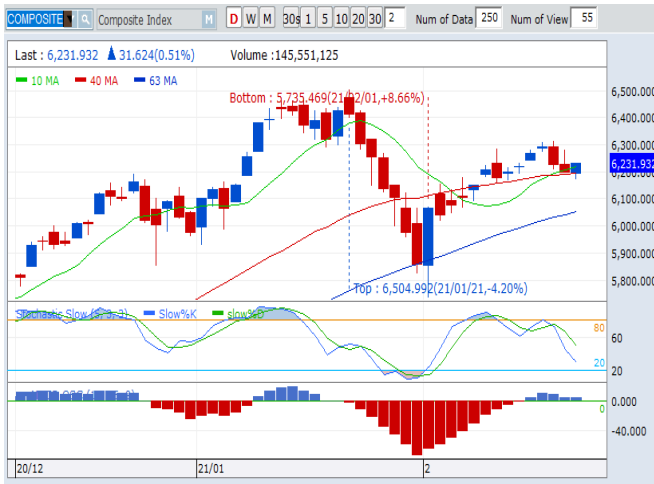 COMPOSITE Composite Index M D W M 30s 1 5 10 20 30 2 Num of Data 250 Num of View 55
Last : 6,231.932 31.624(0.51%) Volume :145,551,125
10 MA 40 MA 63 MA
Bottom : 5,735.469(21/02/01,+8.66%)
6,500.000
6,400.000
6,300.000
6,231.932
6,200.000
6,100.000
6,000.000
5,900.000
5,800.000
Top : 6,504.992(21/01/21,-4.20%)
Slow%K slow%D
80
60
20
20
0.000
0
-40.000
20/12 21/01 2